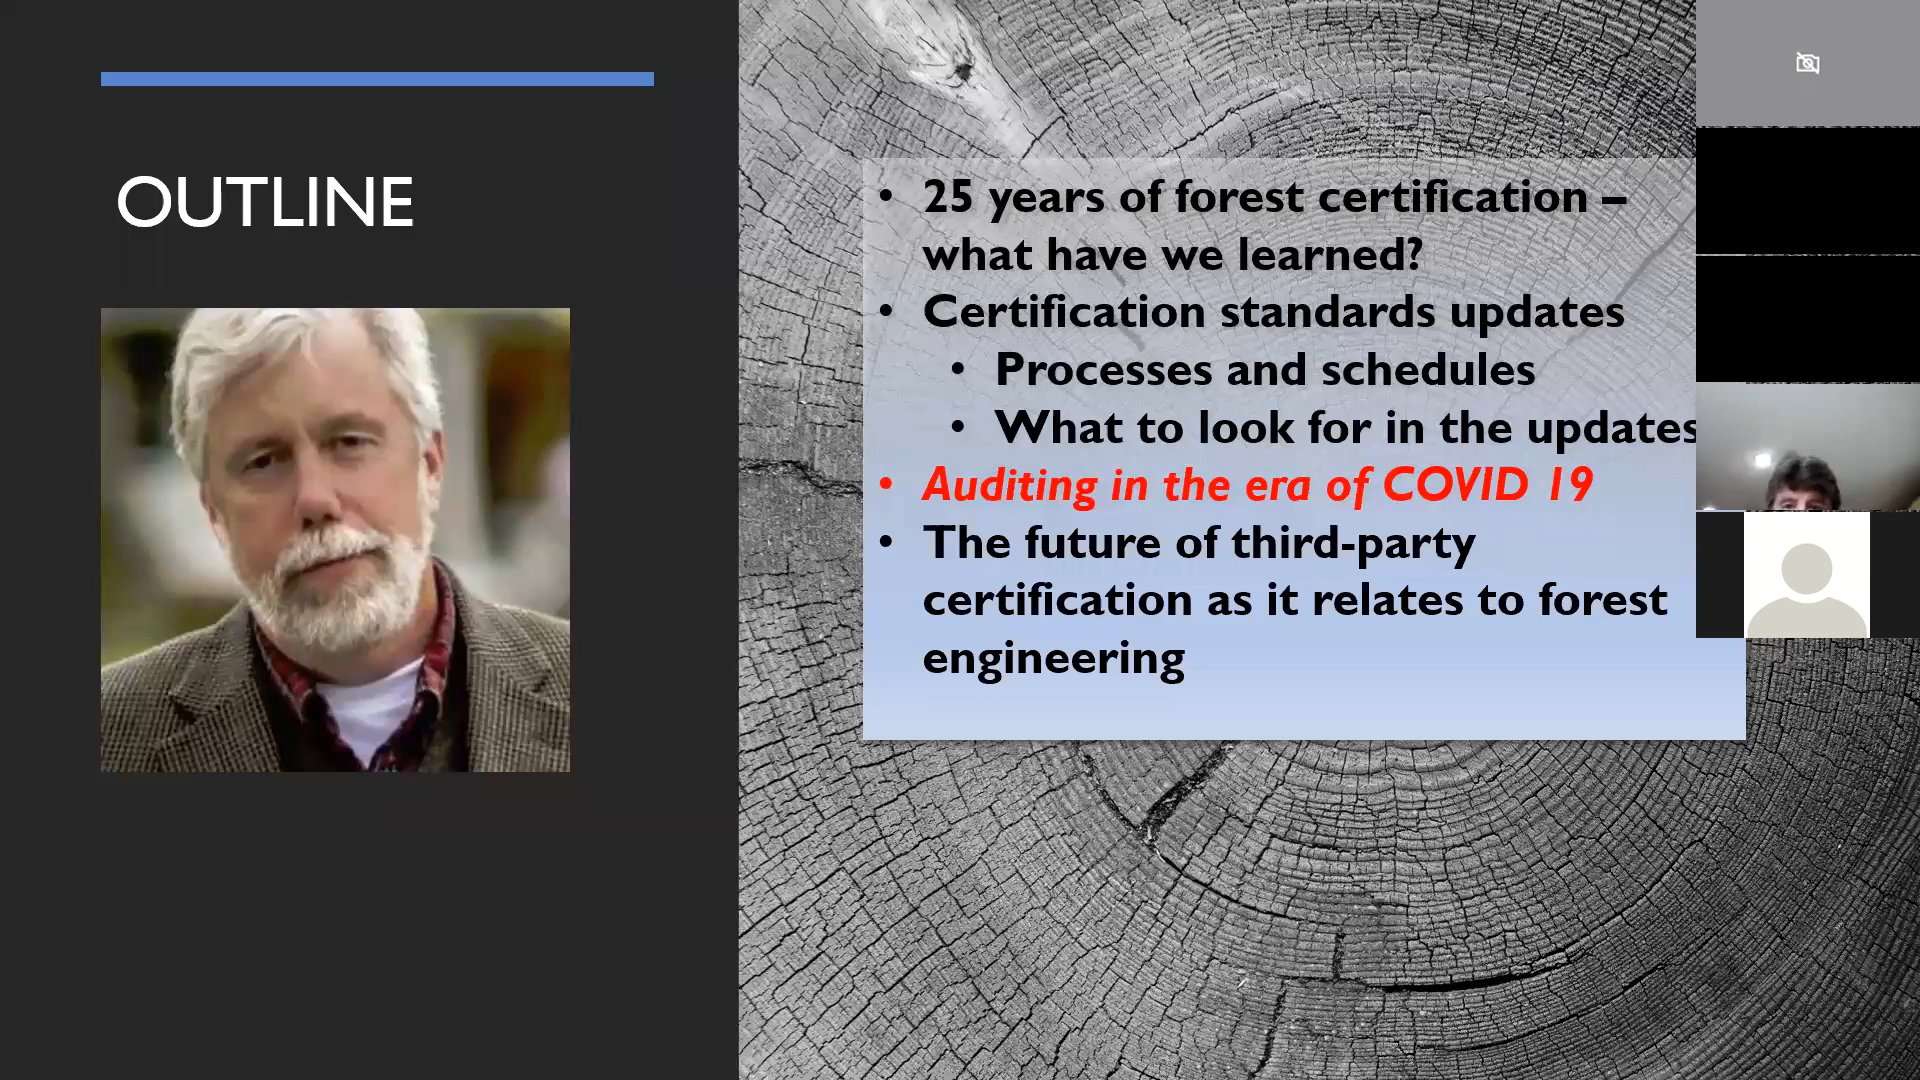 OUTLINE
• 25 years of forest certification –
what have we learned?
• Certification standards updates
• Processes and schedules
• What to look for in the updates
• Auditing in the era of COVID 19
• The future of third-party
certification as it relates to forest
engineering